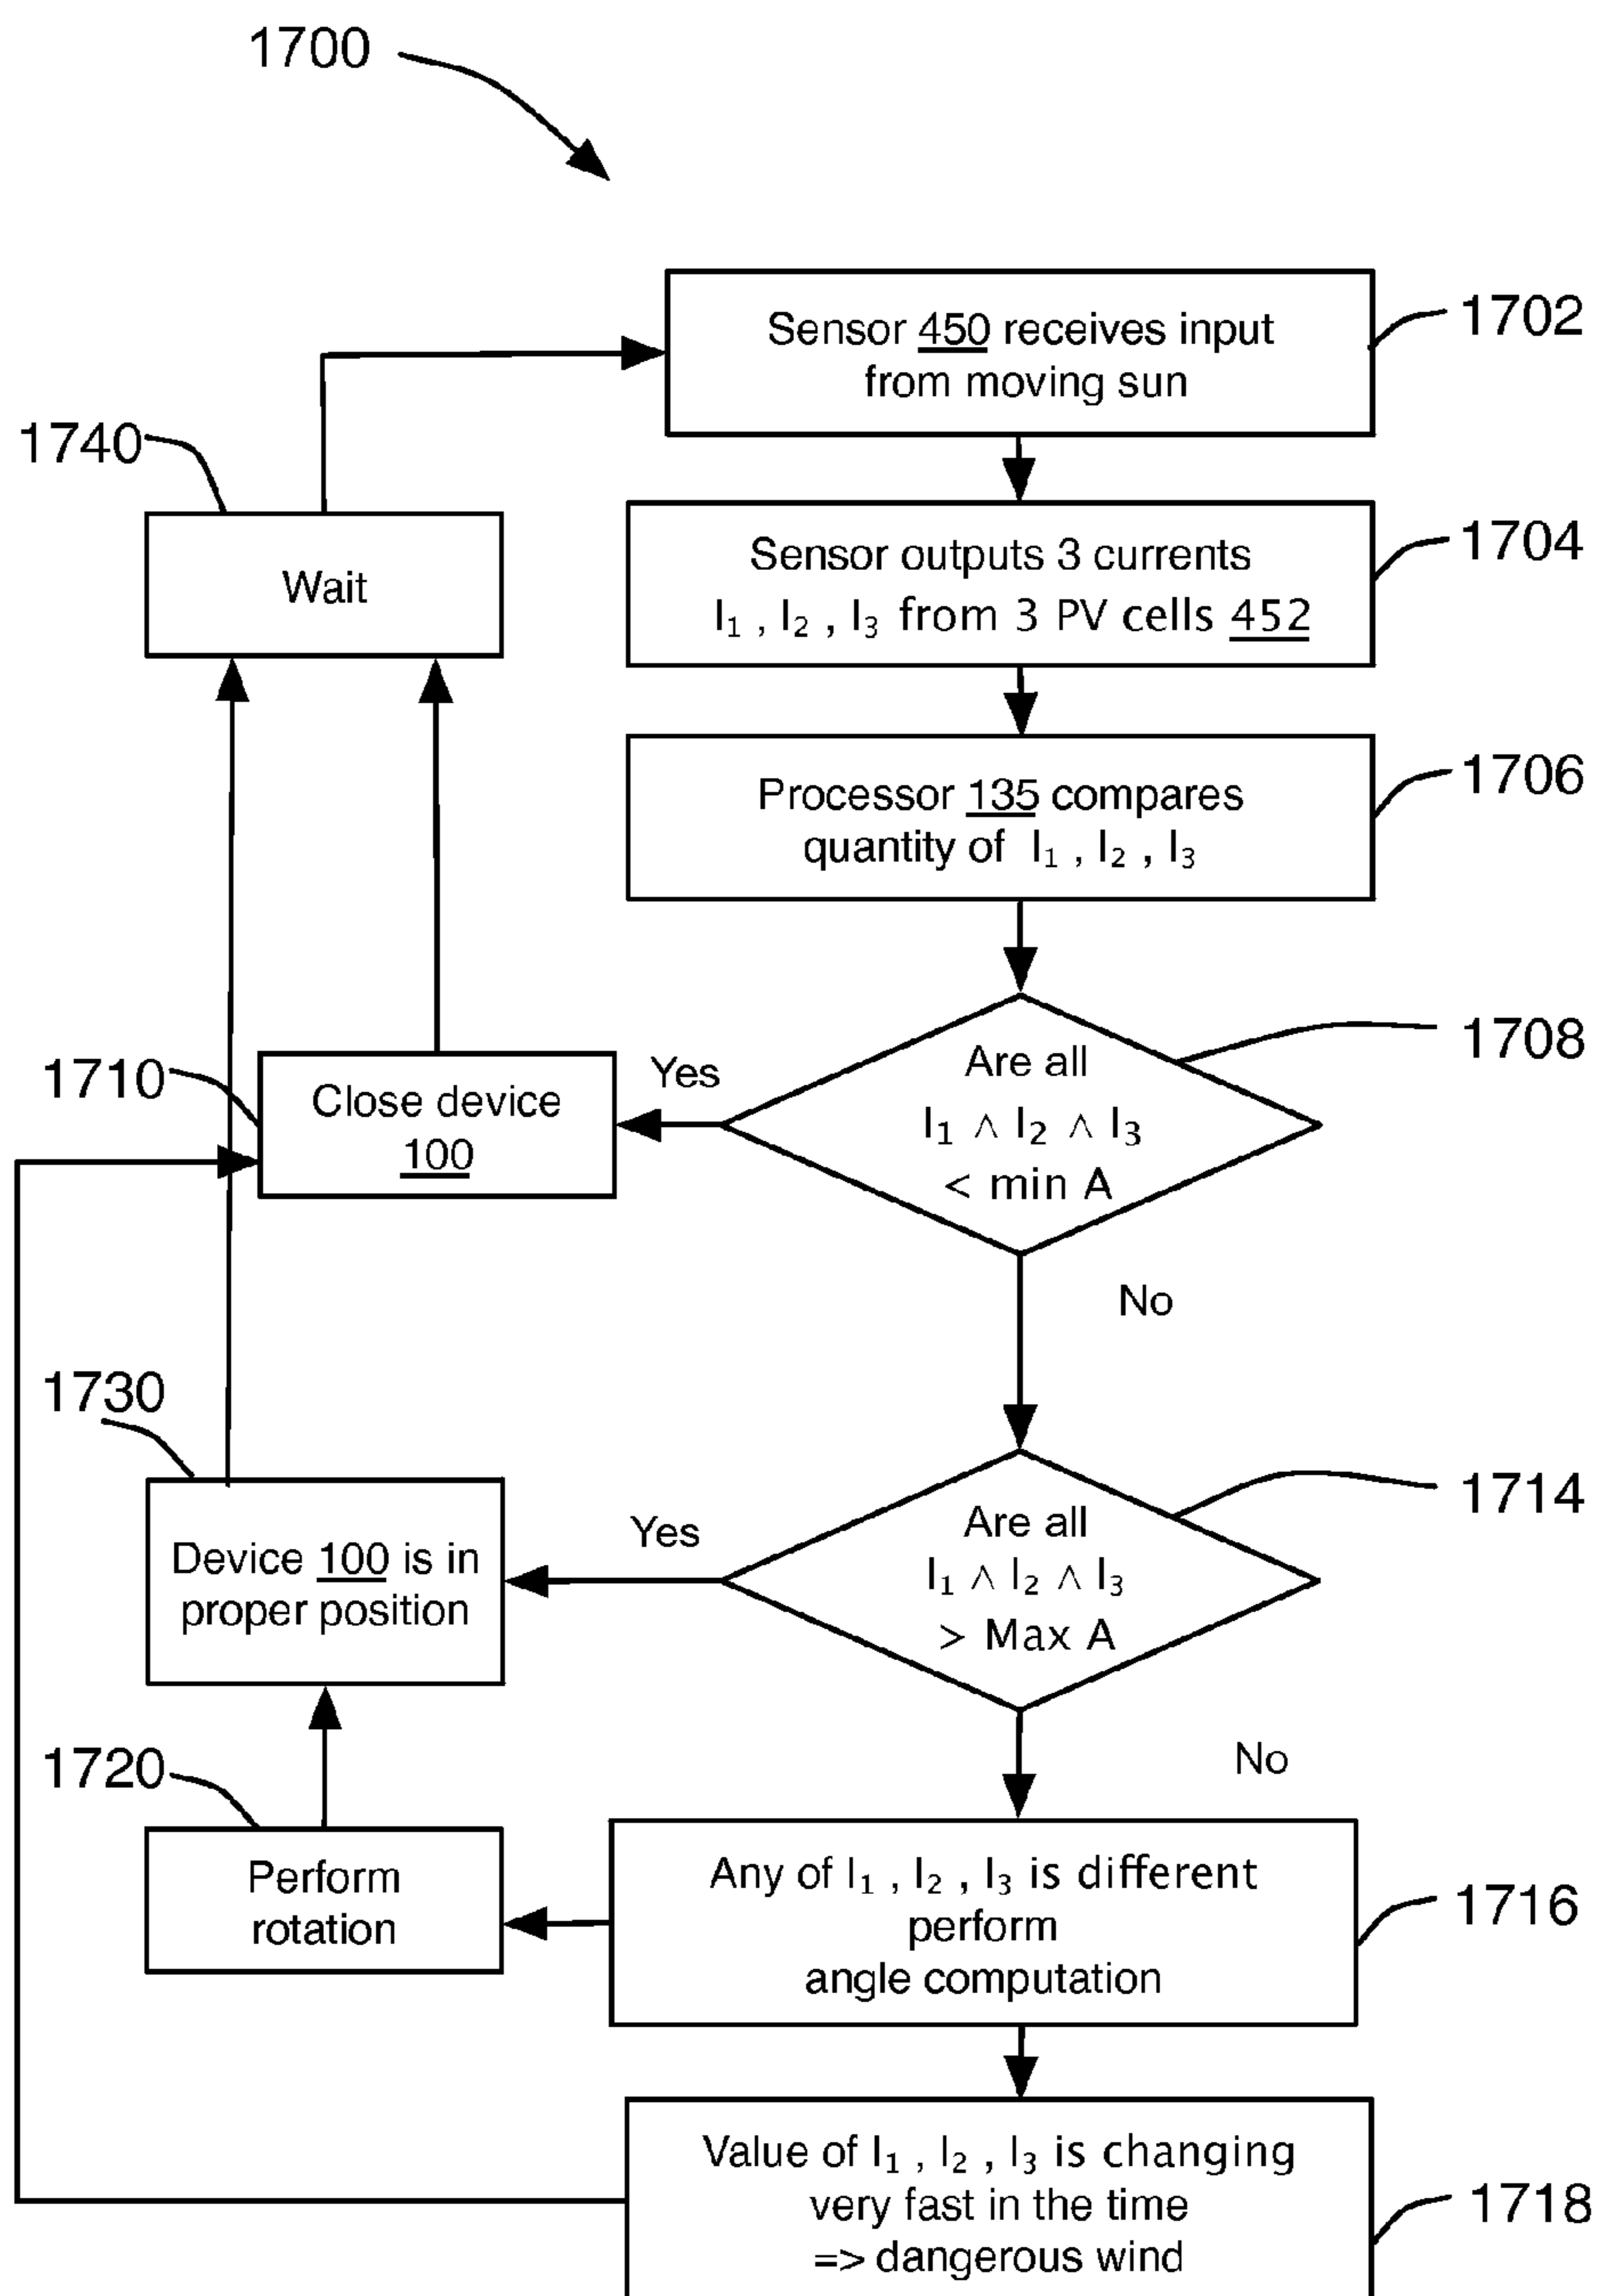 1700
Sensor 450 receives input
from moving sun
1702
1740
Wait
Sensor outputs 3 currents
I₁ , I₂ , I₃ from 3 PV cells 452
1704
Processor 135 compares
quantity of I₁ , I₂ , I₃
1706
1710
Close device
100
Yes
Are all
I₁ ∧ I₂ ∧ I₃
< min A
1708
No
1730
Device 100 is in
proper position
Yes
Are all
I₁ ∧ I₂ ∧ I₃
> Max A
1714
No
1720
Perform
rotation
Any of I₁ , I₂ , I₃ is different
perform
angle computation
1716
Value of I₁ , I₂ , I₃ is changing
very fast in the time
=> dangerous wind
1718